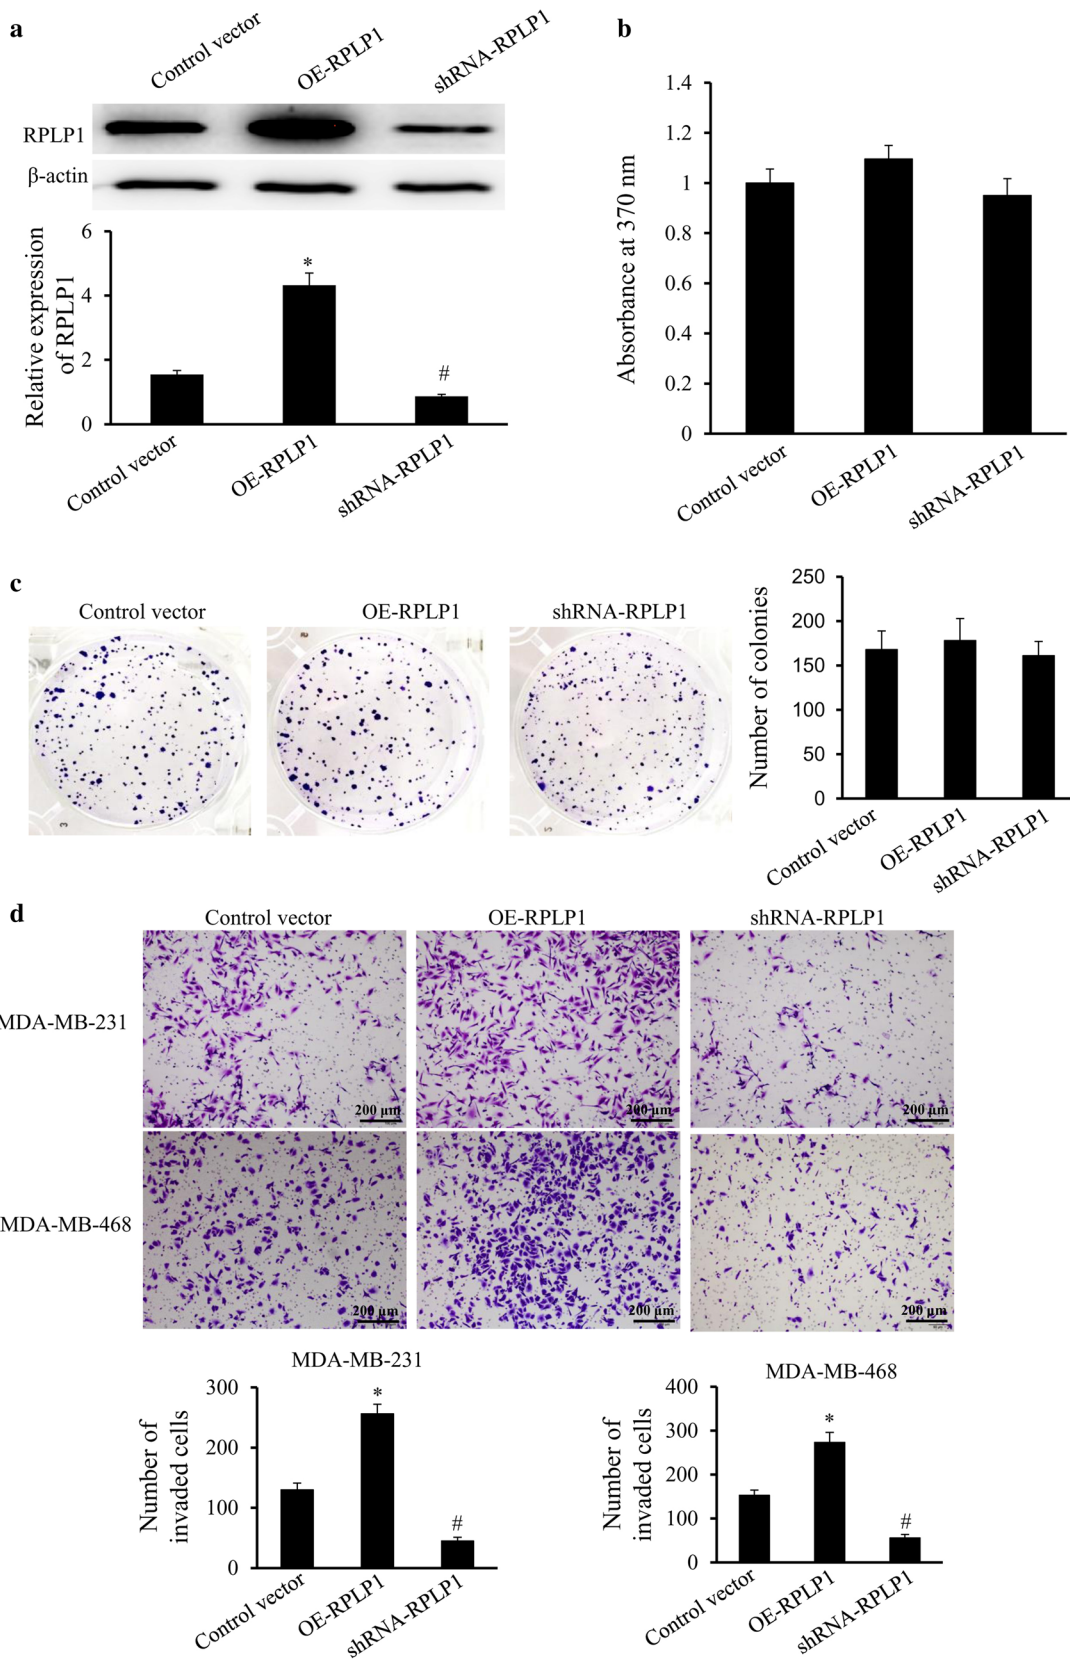 a
Control vector
OE-RPLP1
shRNA-RPLP1
RPLP1
β-actin
Relative expression
of RPLP1
6
4
2
0
*
#
Control vector
OE-RPLP1
shRNA-RPLP1
b
Absorbance at 370 nm
1.4
1.2
1
0.8
0.6
0.4
0.2
0
Control vector
OE-RPLP1
shRNA-RPLP1
c
Control vector
OE-RPLP1
shRNA-RPLP1
Number of colonies
250
200
150
100
50
0
Control vector
OE-RPLP1
shRNA-RPLP1
d
Control vector
OE-RPLP1
shRNA-RPLP1
MDA-MB-231
200 μm
200 μm
200 μm
MDA-MB-468
200 μm
200 μm
200 μm
MDA-MB-231
Number of
invaded cells
300
200
100
0
*
#
Control vector
OE-RPLP1
shRNA-RPLP1
MDA-MB-468
Number of
invaded cells
400
300
200
100
0
*
#
Control vector
OE-RPLP1
shRNA-RPLP1